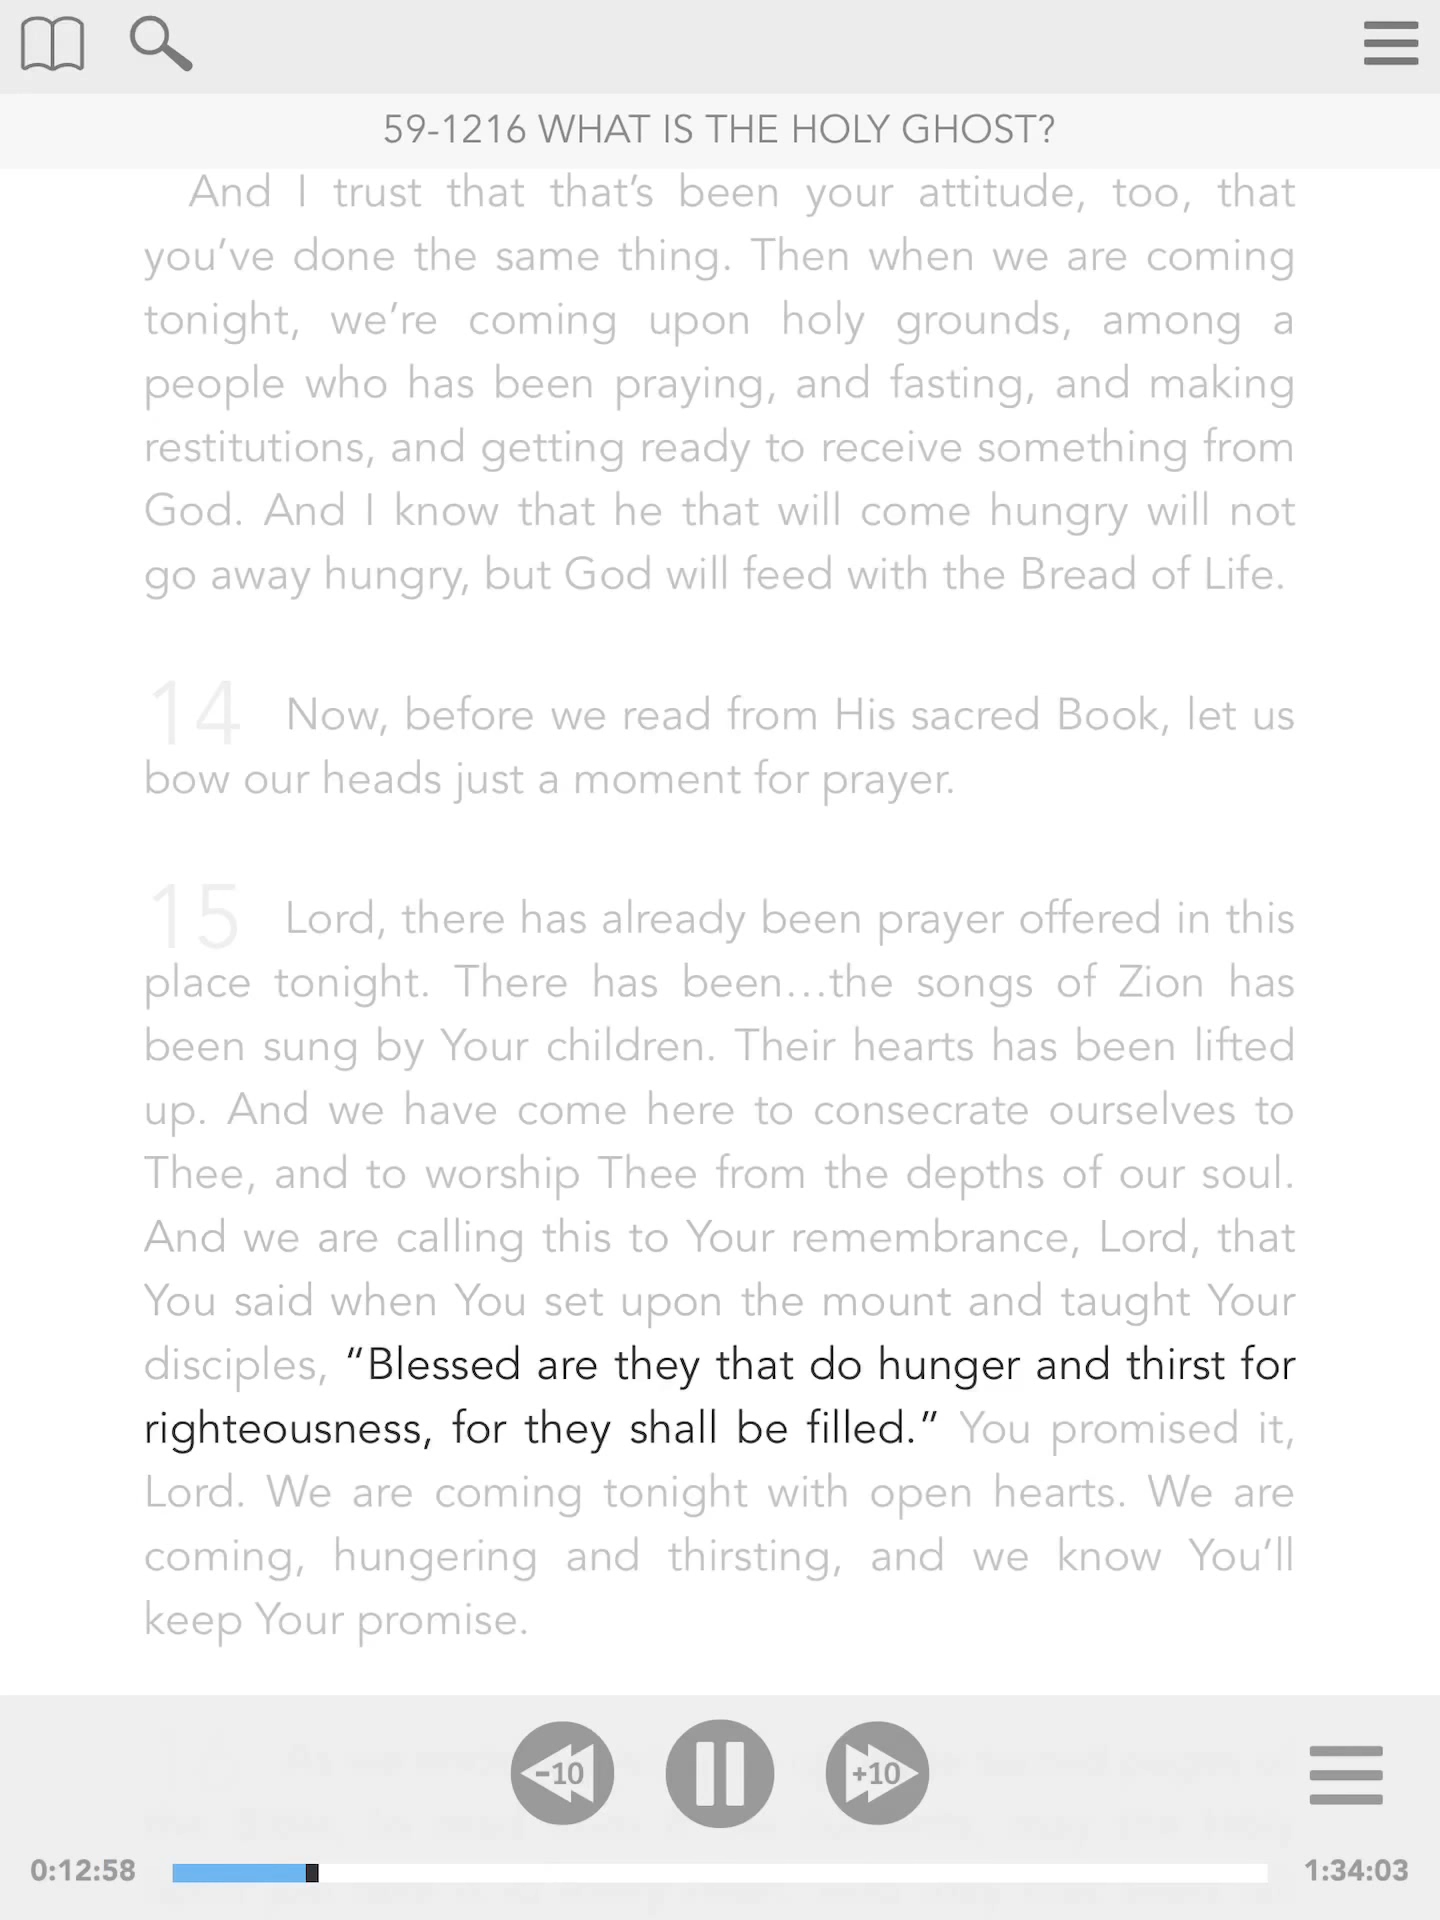 59-1216 WHAT IS THE HOLY GHOST?
And I trust that that’s been your attitude, too, that
you’ve done the same thing. Then when we are coming
tonight, we’re coming upon holy grounds, among a
people who has been praying, and fasting, and making
restitutions, and getting ready to receive something from
God. And I know that he that will come hungry will not
go away hungry, but God will feed with the Bread of Life.
14 Now, before we read from His sacred Book, let us
bow our heads just a moment for prayer.
15 Lord, there has already been prayer offered in this
place tonight. There has been…the songs of Zion has
been sung by Your children. Their hearts has been lifted
up. And we have come here to consecrate ourselves to
Thee, and to worship Thee from the depths of our soul.
And we are calling this to Your remembrance, Lord, that
You said when You set upon the mount and taught Your
disciples, “Blessed are they that do hunger and thirst for
righteousness, for they shall be filled.” You promised it,
Lord. We are coming tonight with open hearts. We are
coming, hungering and thirsting, and we know You’ll
keep Your promise.
-10 +10
0:12:58 1:34:03